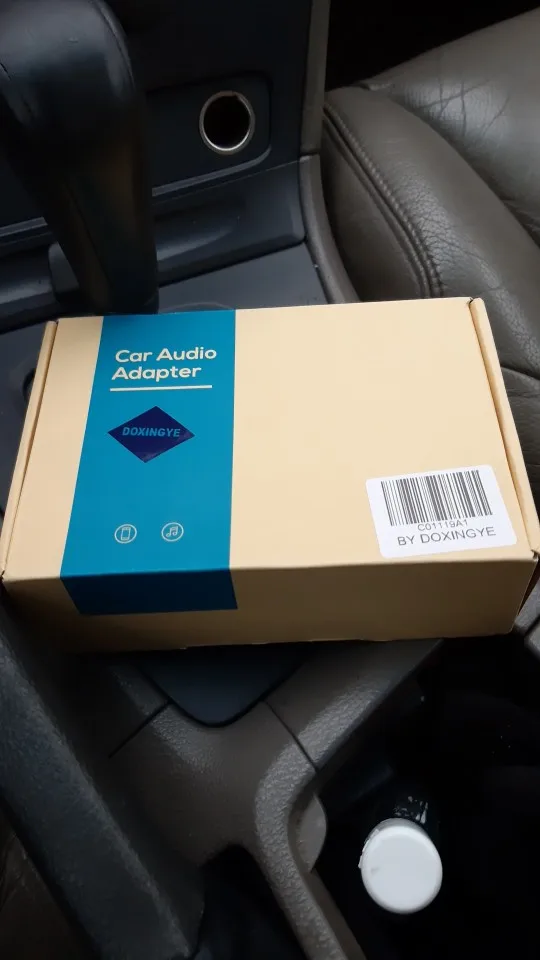 Car Audio
Adapter
DOXINGYE
C01119A1
BY DOXINGYE